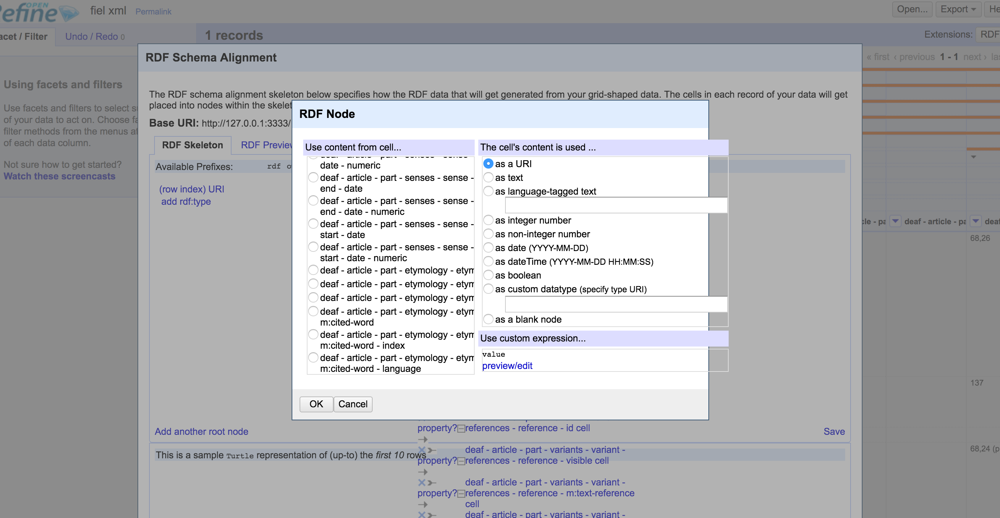 OPEN
efine
fiel xml Permalink
Open... Export He
acet / Filter Undo / Redo 0
1 records
Extensions: RDF
« first ‹ previous 1 - 1 next › las
RDF Schema Alignment
Using facets and filters
Use facets and filters to select su
of your data to act on. Choose fa
filter methods from the menus at
of each data column.
Not sure how to get started?
Watch these screencasts
The RDF schema alignment skeleton below specifies how the RDF data that will get generated from your grid-shaped data. The cells in each record of your data will get
placed into nodes within the skelet
Base URI: http://127.0.0.1:3333/
RDF Skeleton RDF Preview
Available Prefixes: rdf o
(row index) URI
add rdf:type
RDF Node
Use content from cell...
deaf - article - part - senses - sense -
date - numeric
deaf - article - part - senses - sense -
end - date
deaf - article - part - senses - sense -
end - date - numeric
deaf - article - part - senses - sense -
start - date
deaf - article - part - senses - sense -
start - date - numeric
deaf - article - part - etymology - etym
deaf - article - part - etymology - etym
deaf - article - part - etymology - etym
deaf - article - part - etymology - etym
m:cited-word
deaf - article - part - etymology - etym
m:cited-word - index
deaf - article - part - etymology - etym
m:cited-word - language
The cell's content is used ...
as a URI
as text
as language-tagged text
as integer number
as non-integer number
as date (YYYY-MM-DD)
as dateTime (YYYY-MM-DD HH:MM:SS)
as boolean
as custom datatype (specify type URI)
as a blank node
Use custom expression...
value
preview/edit
OK Cancel
cle - pa deaf - article - pa deaf
68,26
137
68,24 (p
property? references - reference - id cell
Add another root node
Save
This is a sample Turtle representation of (up-to) the first 10 rows
deaf - article - part - variants - variant -
property? references - reference - visible cell
deaf - article - part - variants - variant -
property? references - reference - m:text-reference
cell
deaf - article - part - variants - variant -